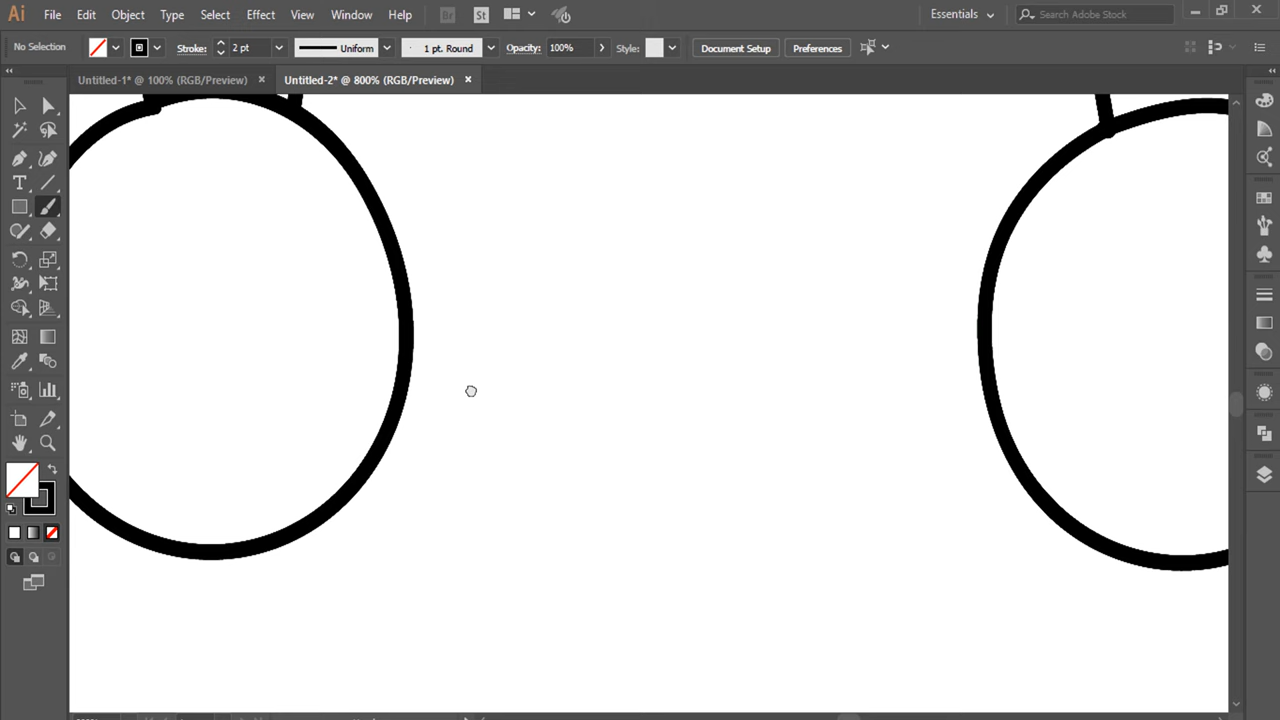 Ai File Edit Object Type Select Effect View Window Help Br St Essentials Search Adobe Stock
No Selection Stroke: 2 pt Uniform 1 pt. Round Opacity: 100% Style: Document Setup Preferences
Untitled-1* @ 100% (RGB/Preview) Untitled-2* @ 800% (RGB/Preview)